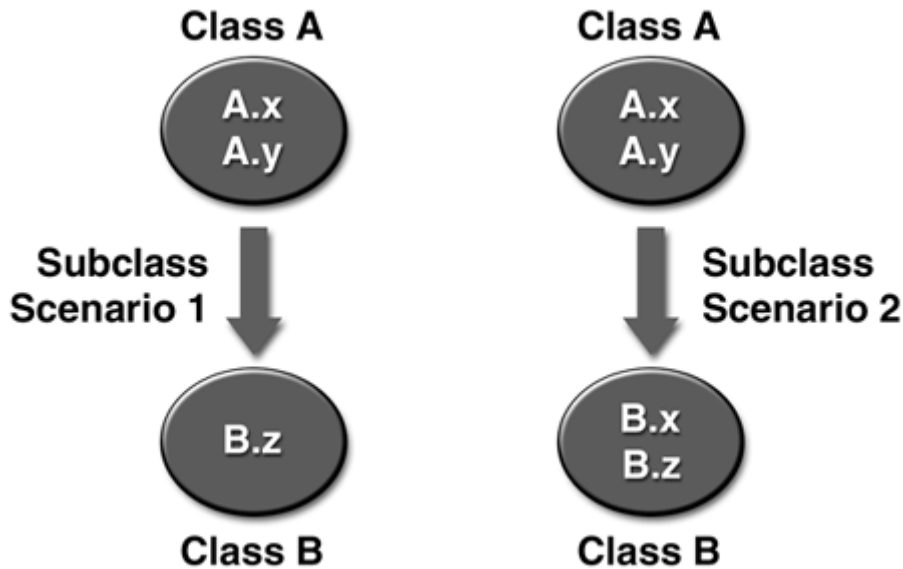 Class A
A.x
A.y
Subclass
Scenario 1
B.z
Class B
Class A
A.x
A.y
Subclass
Scenario 2
B.x
B.z
Class B